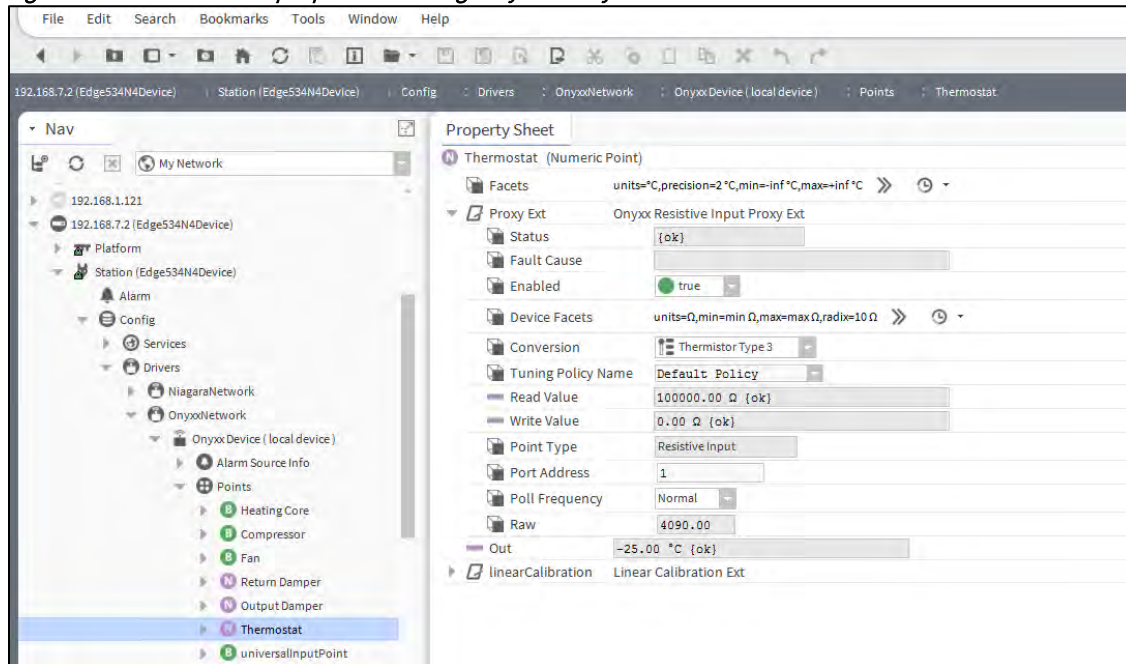 File Edit Search Bookmarks Tools Window Help
192.168.7.2 (Edge534N4Device) Station (Edge534N4Device) Config : Drivers : OnyxxNetwork : Onyxx Device ( local device ) : Points : Thermostat
Nav
My Network
192.168.1.121
192.168.7.2 (Edge534N4Device)
Platform
Station (Edge534N4Device)
Alarm
Config
Services
Drivers
NiagaraNetwork
OnyxxNetwork
Onyxx Device ( local device )
Alarm Source Info
Points
B Heating Core
B Compressor
B Fan
N Return Damper
N Output Damper
N Thermostat
B universalInputPoint
Property Sheet
N Thermostat (Numeric Point)
Facets units=°C,precision=2 °C,min=-inf °C,max=+inf °C
Proxy Ext Onyxx Resistive Input Proxy Ext
Status {ok}
Fault Cause
Enabled true
Device Facets units=Ω,min=min Ω,max=max Ω,radix=10 Ω
Conversion Thermistor Type 3
Tuning Policy Name Default Policy
Read Value 100000.00 Ω {ok}
Write Value 0.00 Ω {ok}
Point Type Resistive Input
Port Address 1
Poll Frequency Normal
Raw 4090.00
Out -25.00 °C {ok}
linearCalibration Linear Calibration Ext